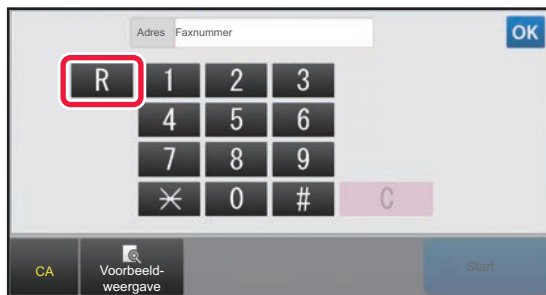 Adres Faxnummer
OK
R 1 2 3
4 5 6
7 8 9
* 0 # C
CA
Voorbeeld-
weergave
Start